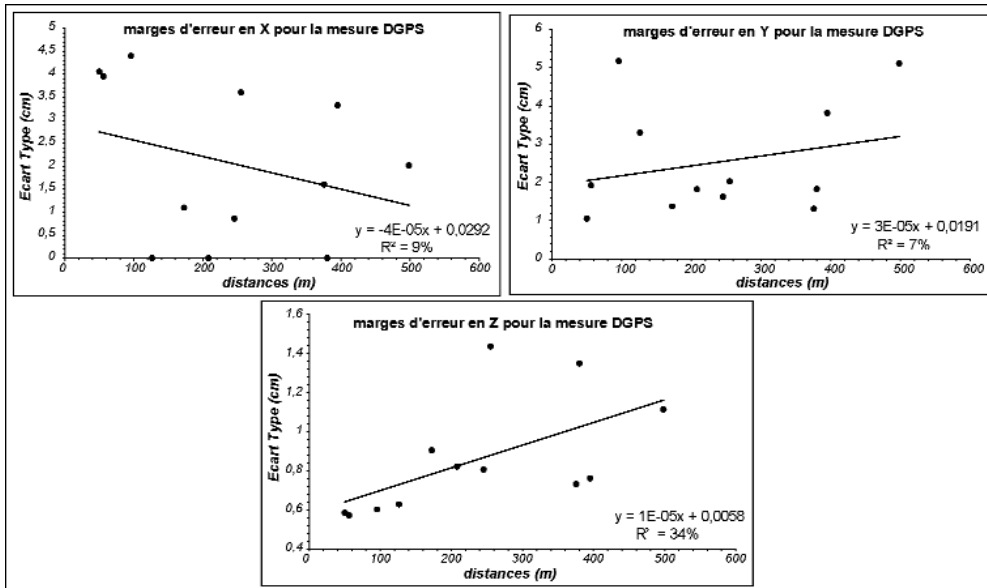 marges d'erreur en X pour la mesure DGPS
Ecart Type (cm)
5
4,5
4
3,5
3
2,5
2
1,5
1
0,5
0
0 100 200 300 400 500 600
distances (m)
y = -4E-05x + 0,0292
R² = 9%
marges d'erreur en Y pour la mesure DGPS
Ecart Type (cm)
6
5
4
3
2
1
0
0 100 200 300 400 500 600
distances (m)
y = 3E-05x + 0,0191
R² = 7%
marges d'erreur en Z pour la mesure DGPS
Ecart Type (cm)
1,6
1,4
1,2
1
0,8
0,6
0,4
0 100 200 300 400 500 600
distances (m)
y = 1E-05x + 0,0058
R² = 34%